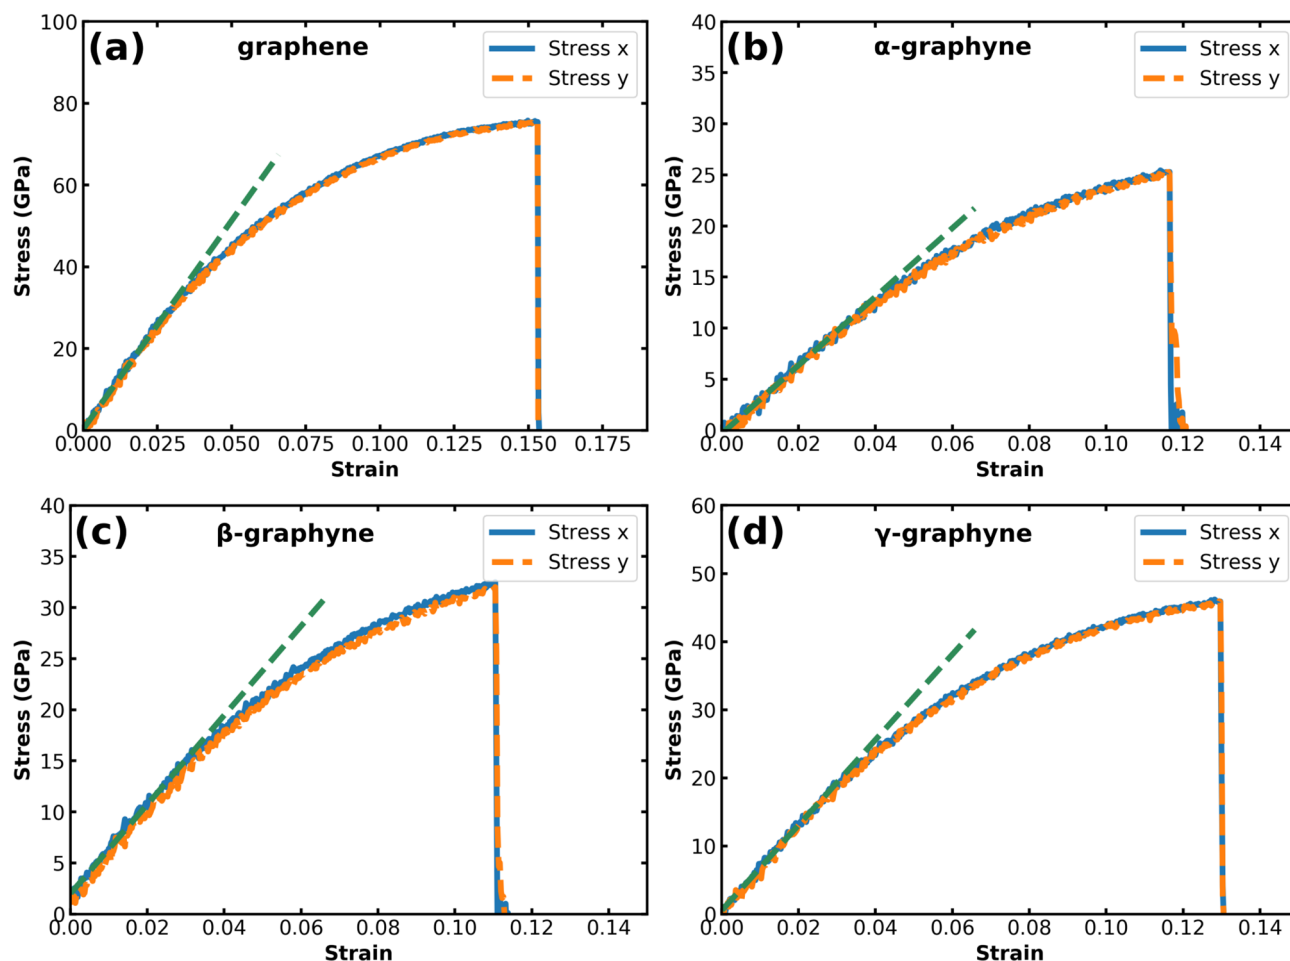 (a) graphene
Stress x
Stress y
100
80
60
40
20
0
Stress (GPa)
0.000 0.025 0.050 0.075 0.100 0.125 0.150 0.175
Strain
(b) α-graphyne
Stress x
Stress y
40
35
30
25
20
15
10
5
0
Stress (GPa)
0.00 0.02 0.04 0.06 0.08 0.10 0.12 0.14
Strain
(c) β-graphyne
Stress x
Stress y
40
35
30
25
20
15
10
5
0
Stress (GPa)
0.00 0.02 0.04 0.06 0.08 0.10 0.12
Strain
(d) γ-graphyne
Stress x
Stress y
60
50
40
30
20
10
0
Stress (GPa)
0.00 0.02 0.04 0.06 0.08 0.10 0.12 0.14
Strain